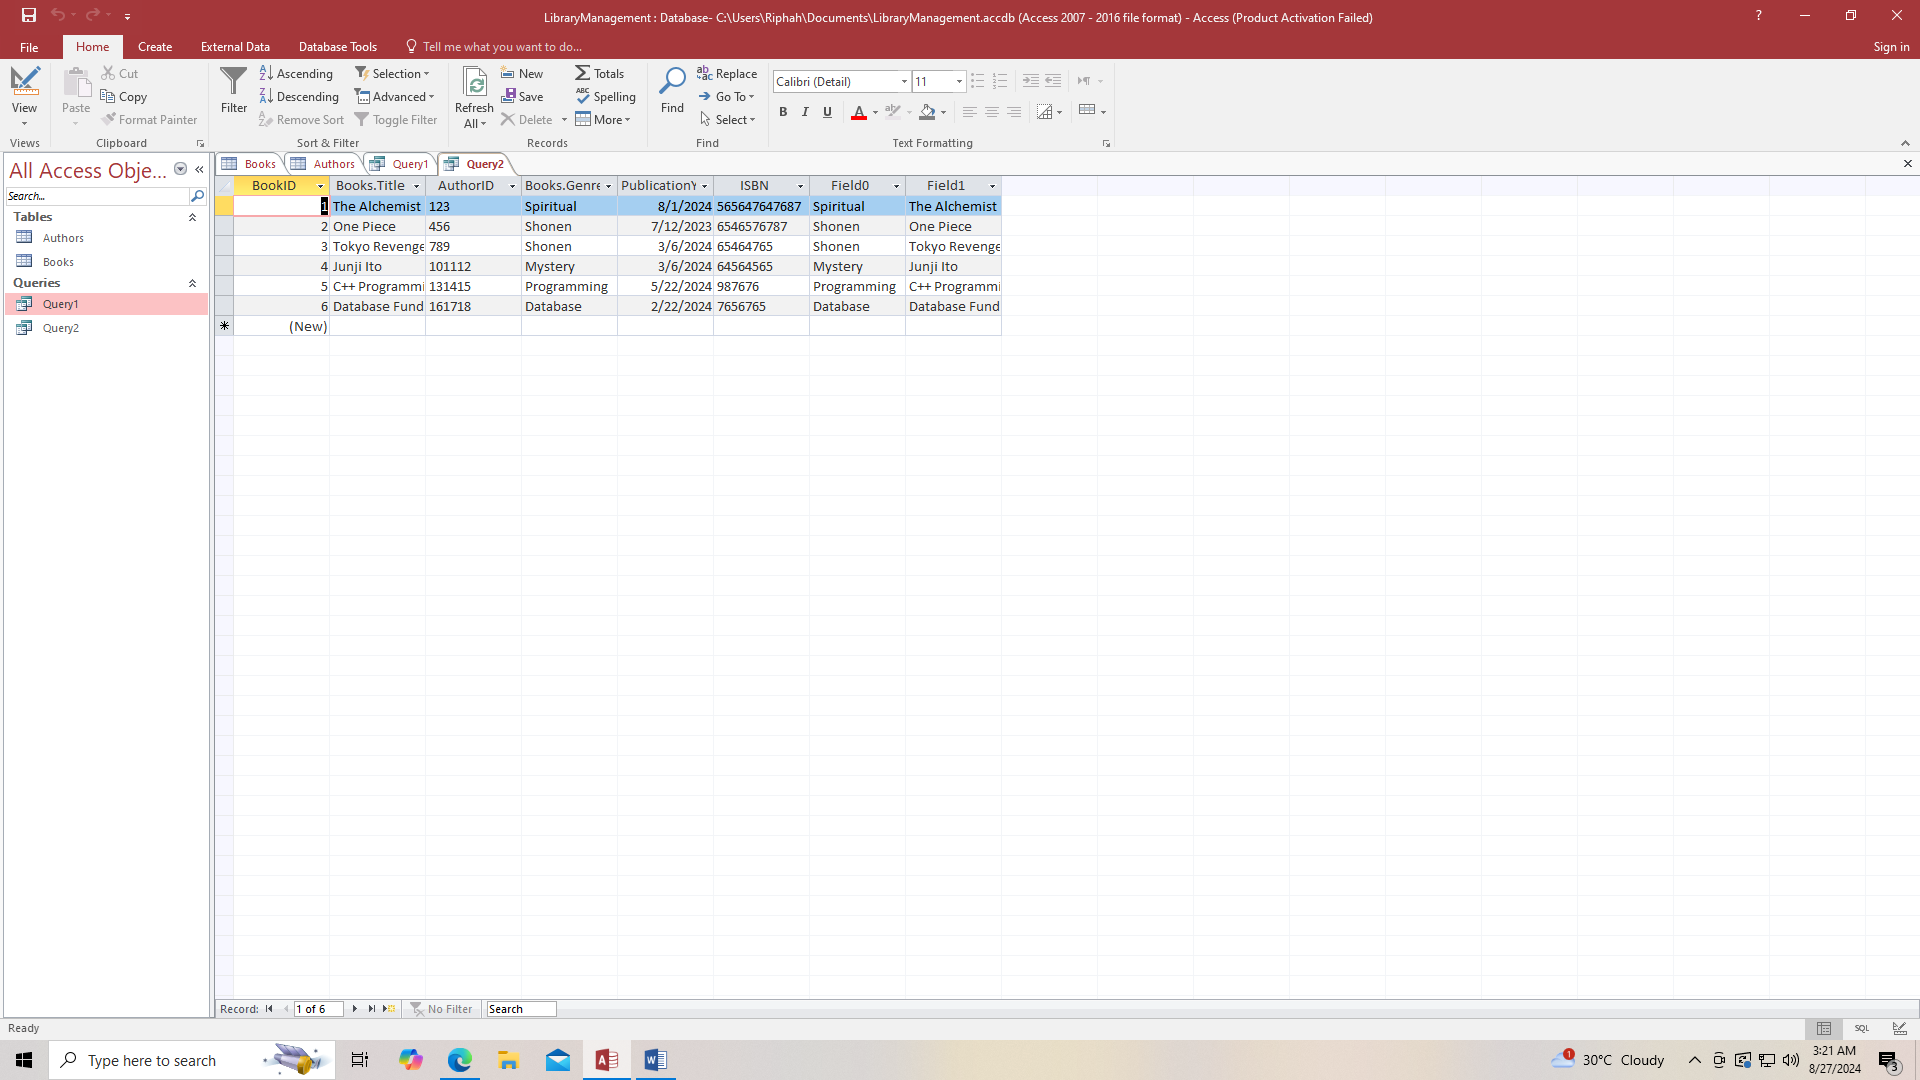 LibraryManagement : Database- C:\Users\Riphah\Documents\LibraryManagement.accdb (Access 2007 - 2016 file format) - Access (Product Activation Failed)
?
File Home Create External Data Database Tools Tell me what you want to do... Sign in
View
Views
Paste
Cut
Copy
Format Painter
Clipboard
Filter
Ascending
Descending
Remove Sort
Selection
Advanced
Toggle Filter
Sort & Filter
Refresh All
New
Save
Delete
Totals
Spelling
More
Records
Find
Replace
Go To
Select
Find
Calibri (Detail) 11
B I U A
Text Formatting
All Access Obje...
Search...
Tables
Authors
Books
Queries
Query1
Query2
Books Authors Query1 Query2
BookID Books.Title AuthorID Books.Genre PublicationY ISBN Field0 Field1
1 The Alchemist 123 Spiritual 8/1/2024 565647647687 Spiritual The Alchemist
2 One Piece 456 Shonen 7/12/2023 6546576787 Shonen One Piece
3 Tokyo Revenge 789 Shonen 3/6/2024 65464765 Shonen Tokyo Revenge
4 Junji Ito 101112 Mystery 3/6/2024 64564565 Mystery Junji Ito
5 C++ Programmi 131415 Programming 5/22/2024 987676 Programming C++ Programmi
6 Database Fund 161718 Database 2/22/2024 7656765 Database Database Fund
* (New)
Record: 1 of 6 No Filter Search
Ready SQL
Type here to search 1 30°C Cloudy 3:21 AM
8/27/2024 3